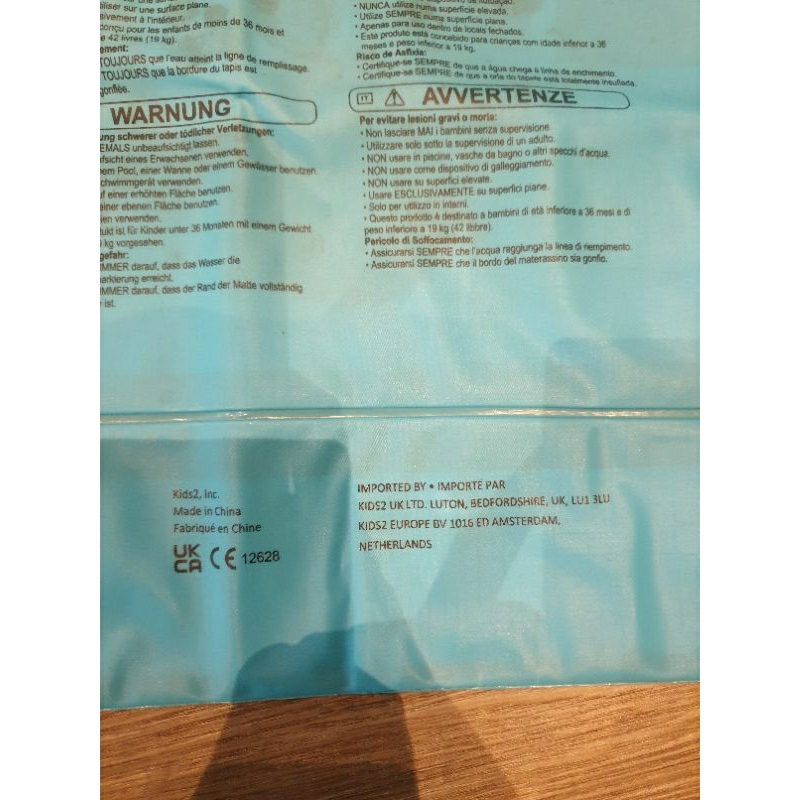 iliser sur une surface plane.
sivement à l'intérieur.
onçu pour les enfants de moins de 36 mois et
e 42 livres (19 kg).
ement:
TOUJOURS que l'eau atteint la ligne de remplissage.
TOUJOURS que la bordure du tapis est
gonflée.
• NUNCA utilize numa superfície elevada.
• Utilize SEMPRE numa superfície plana.
• Apenas para uso dentro de locais fechados.
• Este produto está concebido para crianças com idade inferior a 36
meses e peso inferior a 19 kg.
Risco de Asfixia:
• Certifique-se SEMPRE de que a água chega à linha de enchimento.
• Certifique-se SEMPRE de que a orla do tapete está totalmente insuflada.
WARNUNG
ung schwerer oder tödlicher Verletzungen:
EMALS unbeaufsichtigt lassen.
ufsicht eines Erwachsenen verwenden.
nem Pool, einer Wanne oder einem Gewässer benutzen.
chwimmgerät verwenden.
uf einer erhöhten Fläche benutzen.
einer ebenen Fläche benutzen.
en verwenden.
ukt ist für Kinder unter 36 Monaten mit einem Gewicht
kg vorgesehen.
gefahr:
IMMER darauf, dass das Wasser die
arkierung erreicht.
IMMER darauf, dass der Rand der Matte vollständig
ist.
IT AVVERTENZE
Per evitare lesioni gravi o morte:
• Non lasciare MAI i bambini senza supervisione.
• Utilizzare solo sotto la supervisione di un adulto.
• NON usare in piscine, vasche da bagno o altri specchi d'acqua.
• NON usare come dispositivo di galleggiamento.
• NON usare su superfici elevate.
• Usare ESCLUSIVAMENTE su superfici piane.
• Solo per utilizzo in interni.
• Questo prodotto è destinato a bambini di età inferiore a 36 mesi e di
peso inferiore a 19 kg (42 libbre).
Pericolo di Soffocamento:
• Assicurarsi SEMPRE che l'acqua raggiunga la linea di riempimento.
• Assicurarsi SEMPRE che il bordo del materassino sia gonfio.
Kids2, Inc.
Made in China
Fabriqué en Chine
UK
CA CE 12628
IMPORTED BY • IMPORTÉ PAR
KIDS2 UK LTD. LUTON, BEDFORDSHIRE, UK, LU1 3LU
KIDS2 EUROPE BV 1016 ED AMSTERDAM,
NETHERLANDS